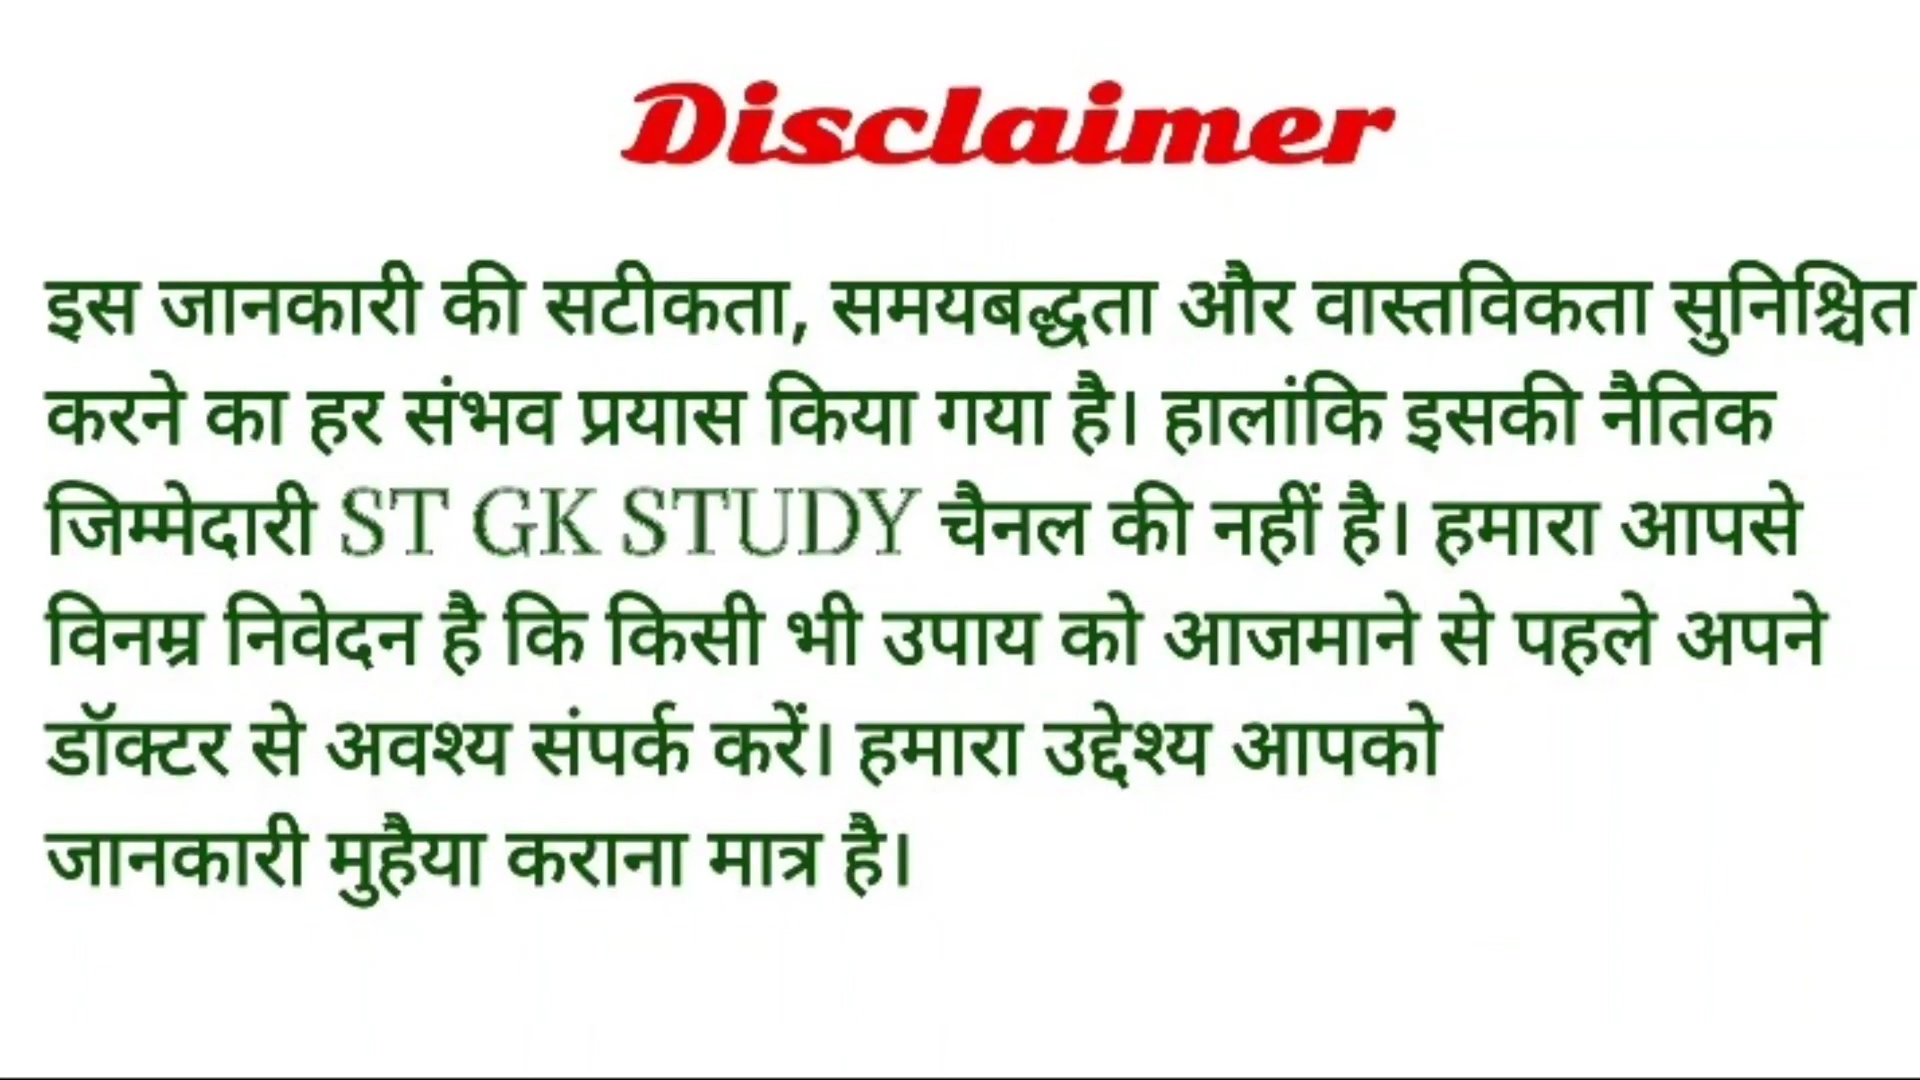 Disclaimer
इस जानकारी की सटीकता, समयबद्धता और वास्तविकता सुनिश्चित
करने का हर संभव प्रयास किया गया है। हालांकि इसकी नैतिक
जिम्मेदारी ST GK STUDY चैनल की नहीं है। हमारा आपसे
विनम्र निवेदन है कि किसी भी उपाय को आजमाने से पहले अपने
डॉक्टर से अवश्य संपर्क करें। हमारा उद्देश्य आपको
जानकारी मुहैया कराना मात्र है।